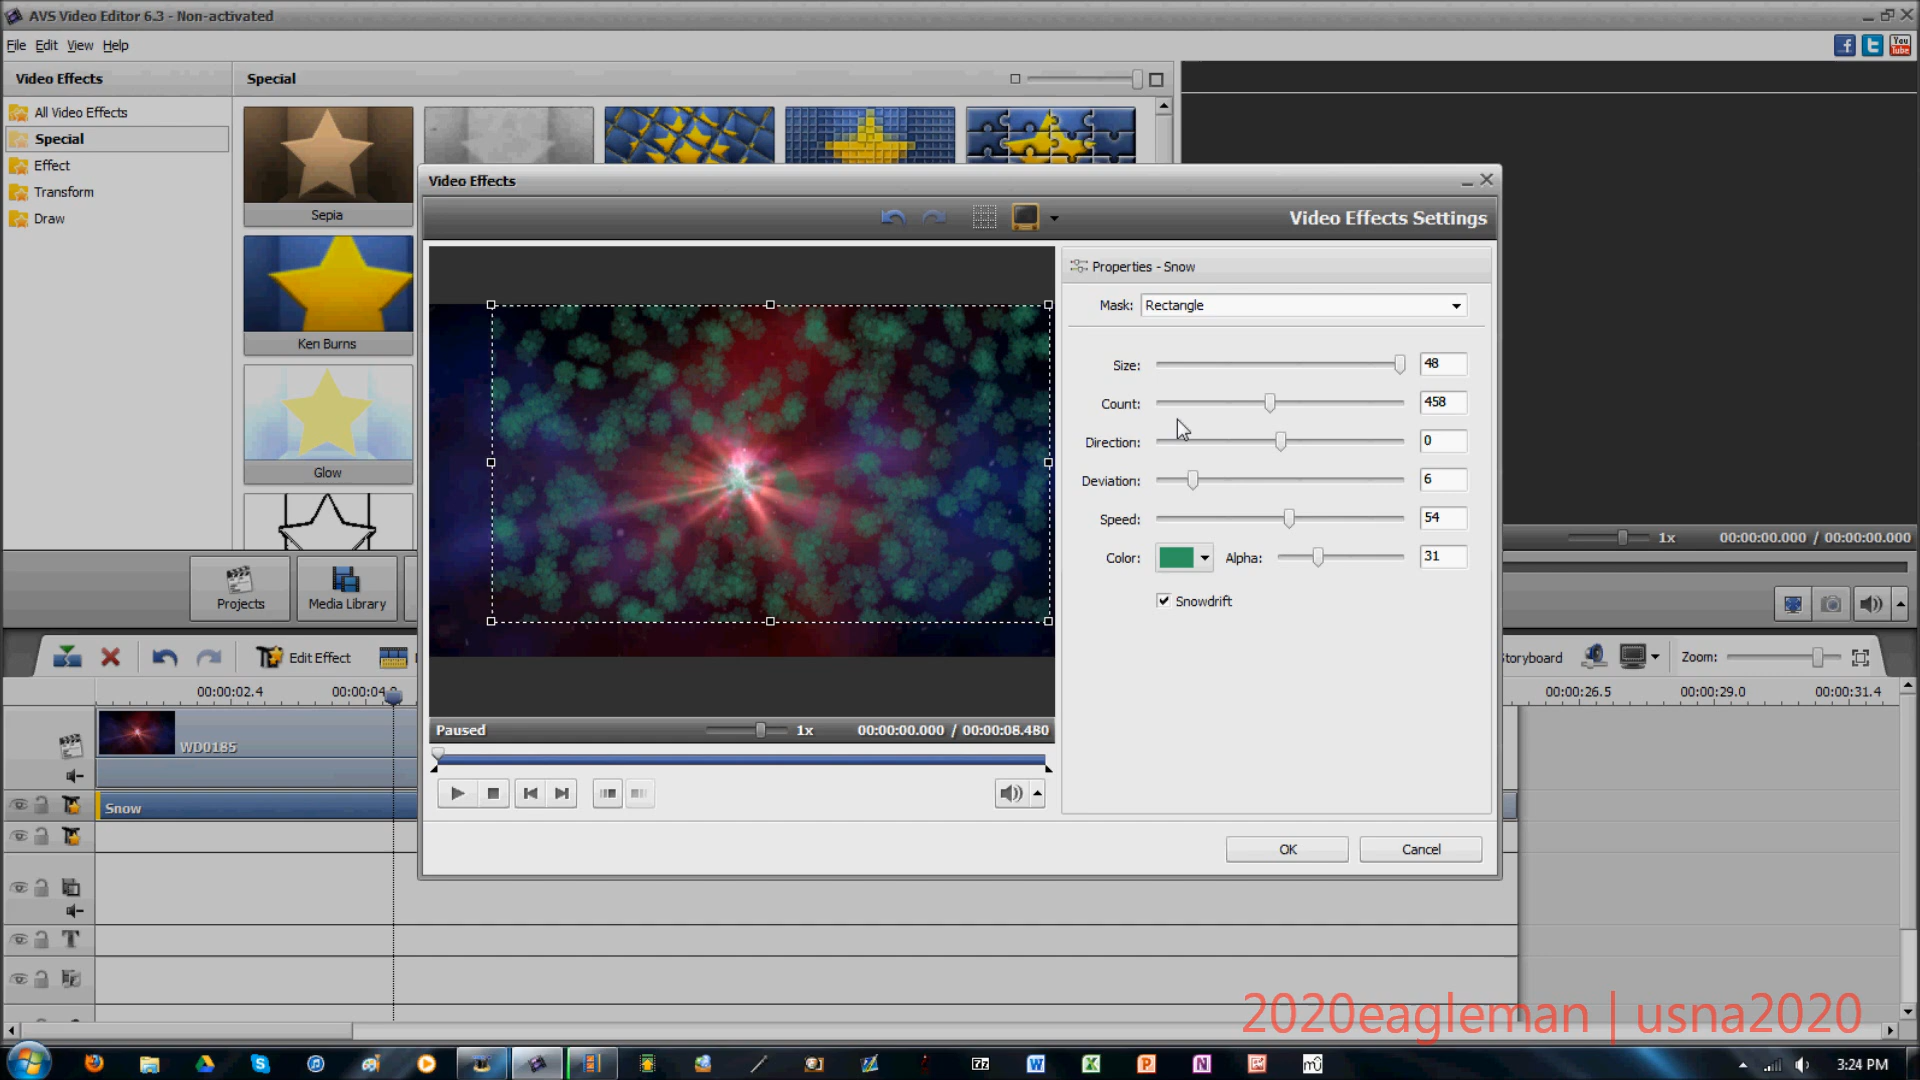 AVS Video Editor 6.3 - Non-activated
File Edit View Help
You
Tube
Video Effects
Special
All Video Effects
Special
Effect
Transform
Draw
Sepia
Ken Burns
Glow
Video Effects
Video Effects Settings
Properties - Snow
Mask: Rectangle
Size: 48
Count: 458
Direction: 0
Deviation: 6
Speed: 54
Color: Alpha: 31
Snowdrift
Paused 1x 00:00:00.000 / 00:00:08.480
OK Cancel
1x 00:00:00.000 / 00:00:00.000
Projects Media Library
Edit Effect
toryboard Zoom:
00:00:02.4 00:00:04. 00:00:26.5 00:00:29.0 00:00:31.4
WD0185
Snow
T
2020eagleman | usna2020
7z W X P N m0
3:24 PM